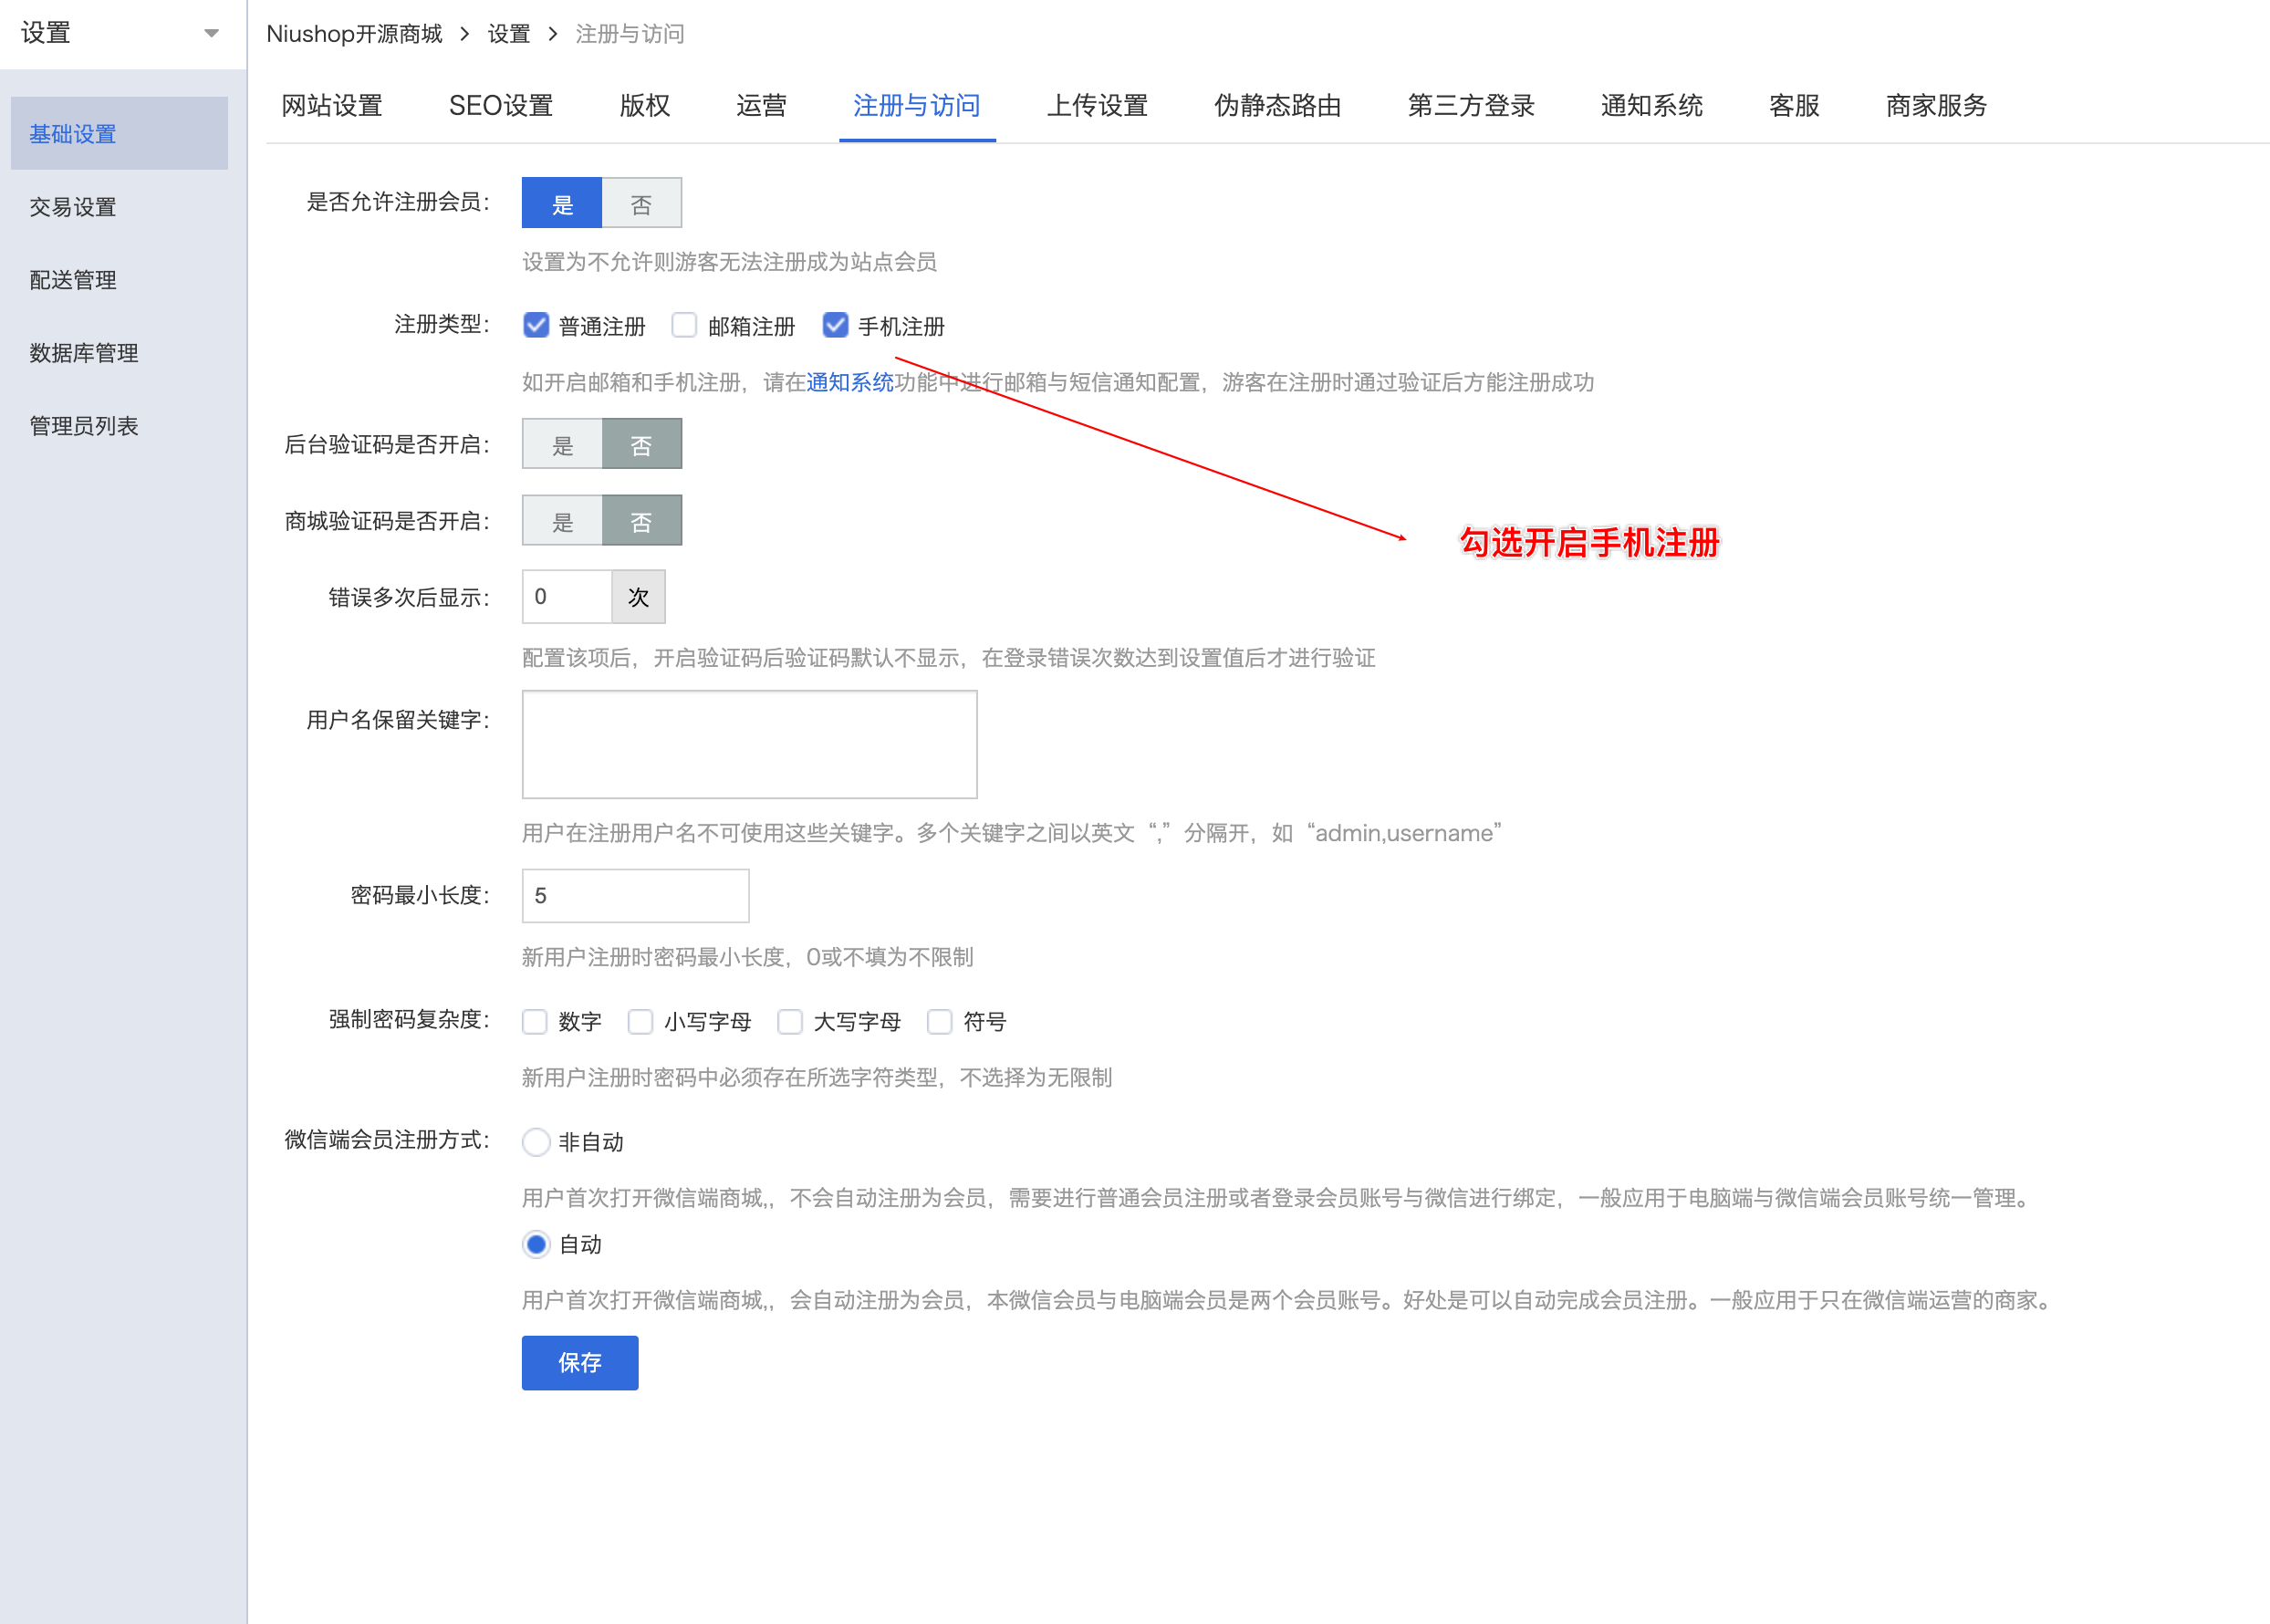 设置
Niushop开源商城 > 设置 > 注册与访问
网站设置 SEO设置 版权 运营 注册与访问 上传设置 伪静态路由 第三方登录 通知系统 客服 商家服务
基础设置
交易设置
配送管理
数据库管理
管理员列表
是否允许注册会员: 是 否
设置为不允许则游客无法注册成为站点会员
注册类型: 普通注册 邮箱注册 手机注册
如开启邮箱和手机注册，请在通知系统功能中进行邮箱与短信通知配置，游客在注册时通过验证后方能注册成功
后台验证码是否开启: 是 否
商城验证码是否开启: 是 否
勾选开启手机注册
错误多次后显示: 0 次
配置该项后，开启验证码后验证码默认不显示，在登录错误次数达到设置值后才进行验证
用户名保留关键字:
用户在注册用户名不可使用这些关键字。多个关键字之间以英文“,”分隔开，如“admin,username”
密码最小长度: 5
新用户注册时密码最小长度，0或不填为不限制
强制密码复杂度: 数字 小写字母 大写字母 符号
新用户注册时密码中必须存在所选字符类型，不选择为无限制
微信端会员注册方式: 非自动
用户首次打开微信端商城,，不会自动注册为会员，需要进行普通会员注册或者登录会员账号与微信进行绑定，一般应用于电脑端与微信端会员账号统一管理。
自动
用户首次打开微信端商城,，会自动注册为会员，本微信会员与电脑端会员是两个会员账号。好处是可以自动完成会员注册。一般应用于只在微信端运营的商家。
保存